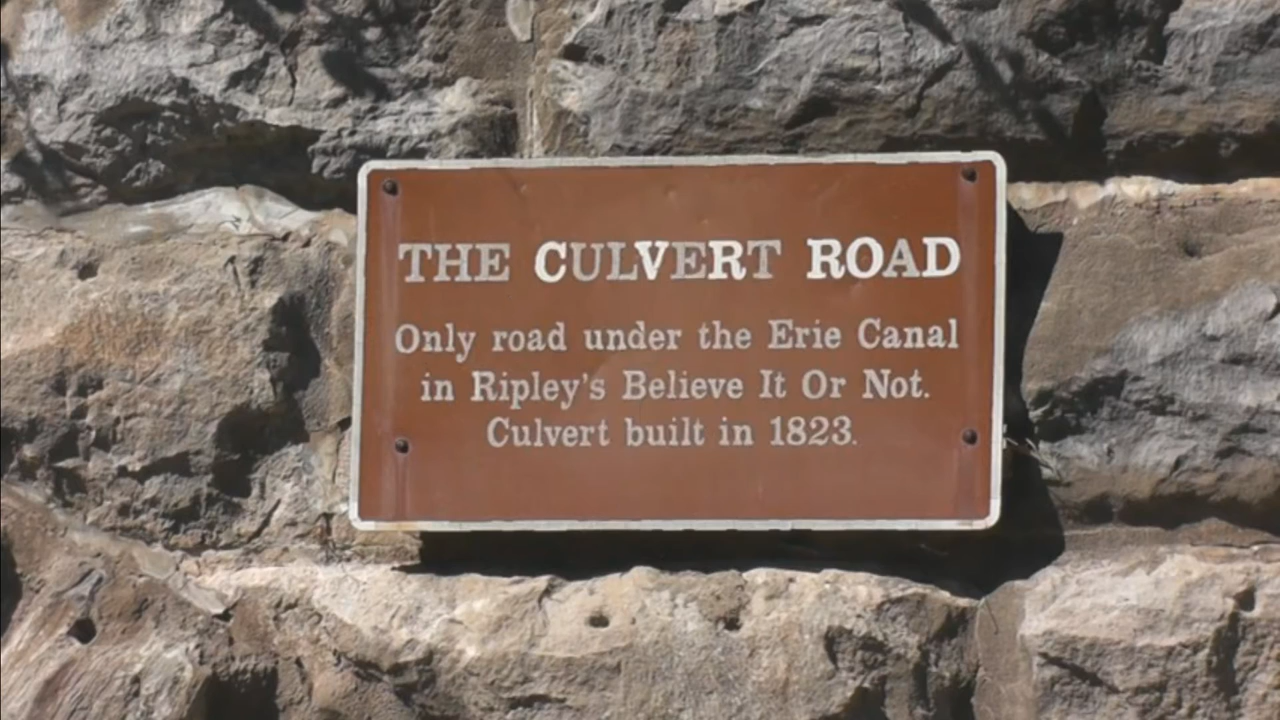 THE CULVERT ROAD
Only road under the Erie Canal
in Ripley's Believe It Or Not.
Culvert built in 1823.